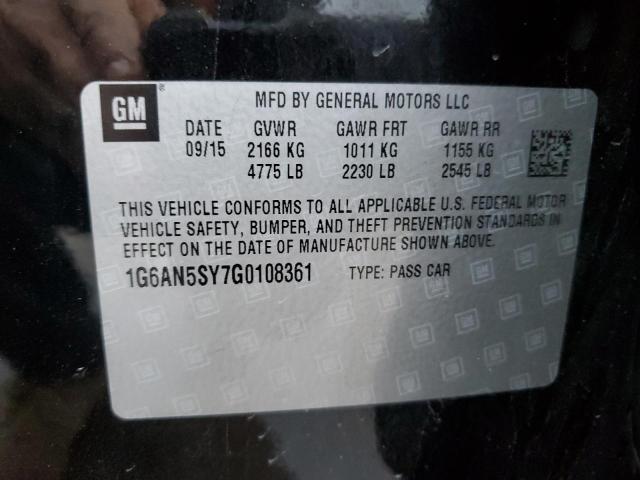 GM
MFD BY GENERAL MOTORS LLC
DATE GVWR GAWR FRT GAWR RR
09/15 2166 KG 1011 KG 1155 KG
4775 LB 2230 LB 2545 LB
THIS VEHICLE CONFORMS TO ALL APPLICABLE U.S. FEDERAL MOTOR
VEHICLE SAFETY, BUMPER, AND THEFT PREVENTION STANDARDS IN
EFFECT ON THE DATE OF MANUFACTURE SHOWN ABOVE.
1G6AN5SY7G0108361 TYPE: PASS CAR